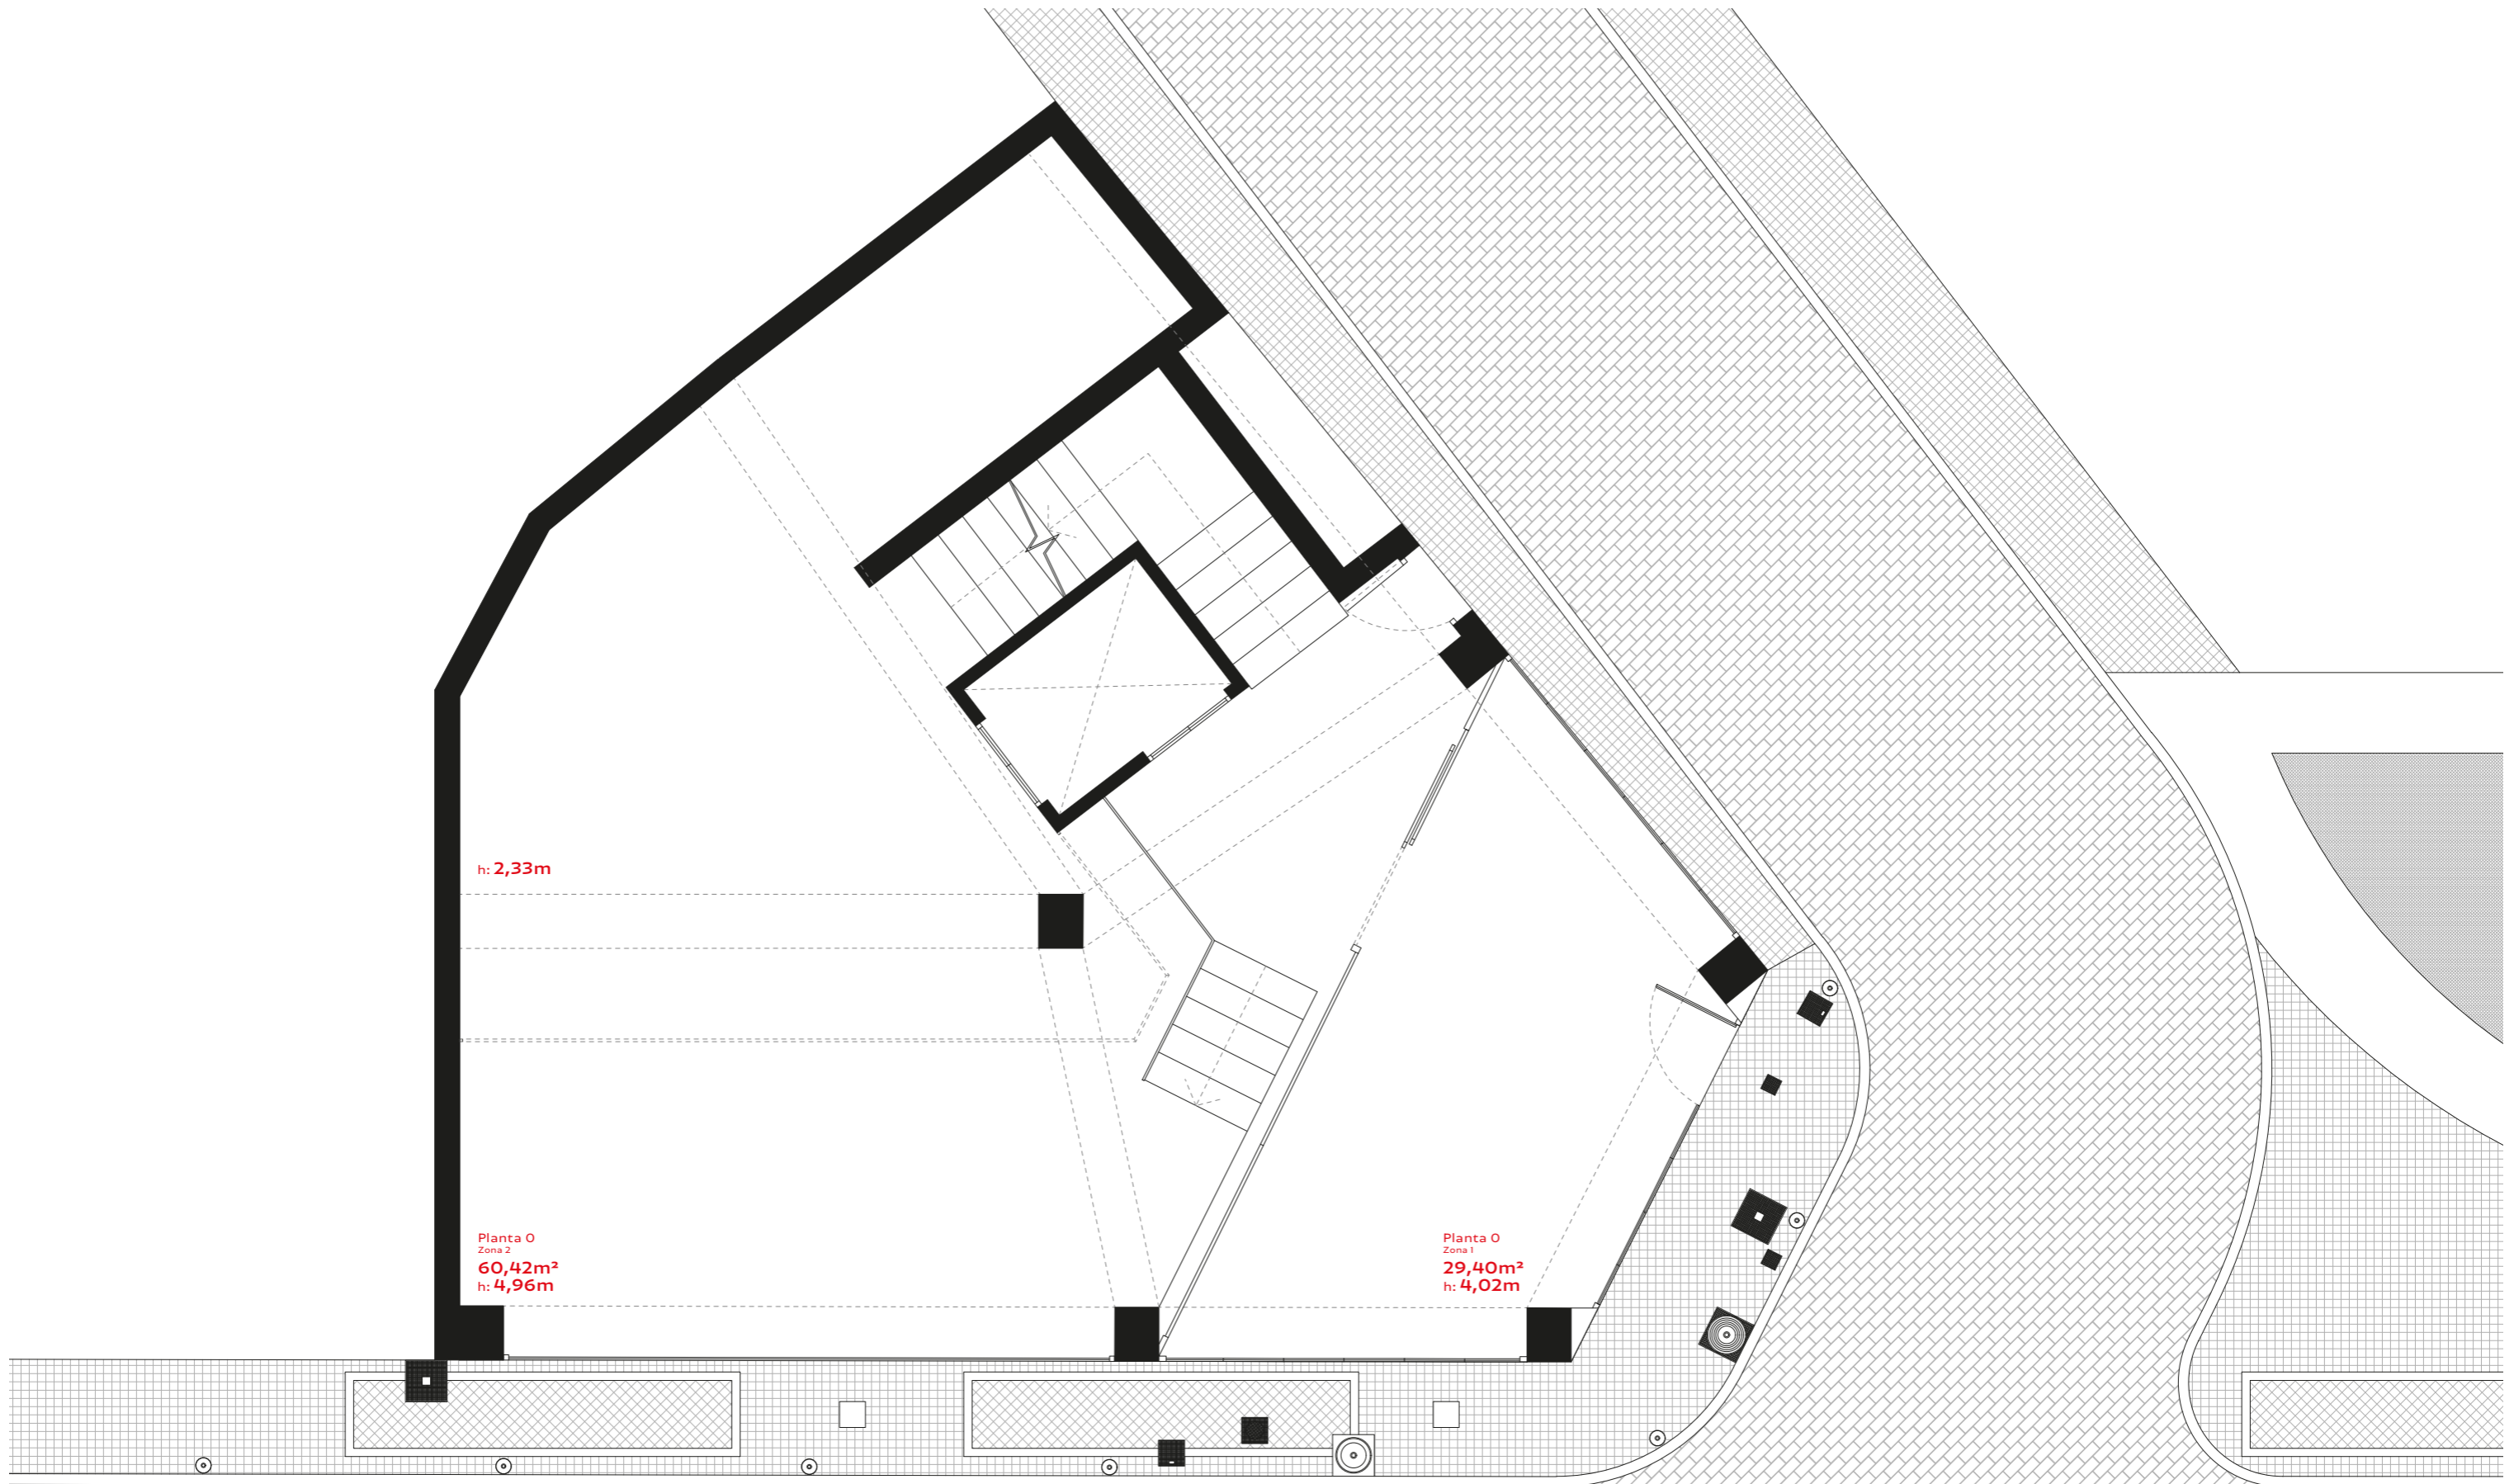 h: 2,33m
Planta 0
Zona 2
60,42m²
h: 4,96m
Planta 0
Zona 1
29,40m²
h: 4,02m